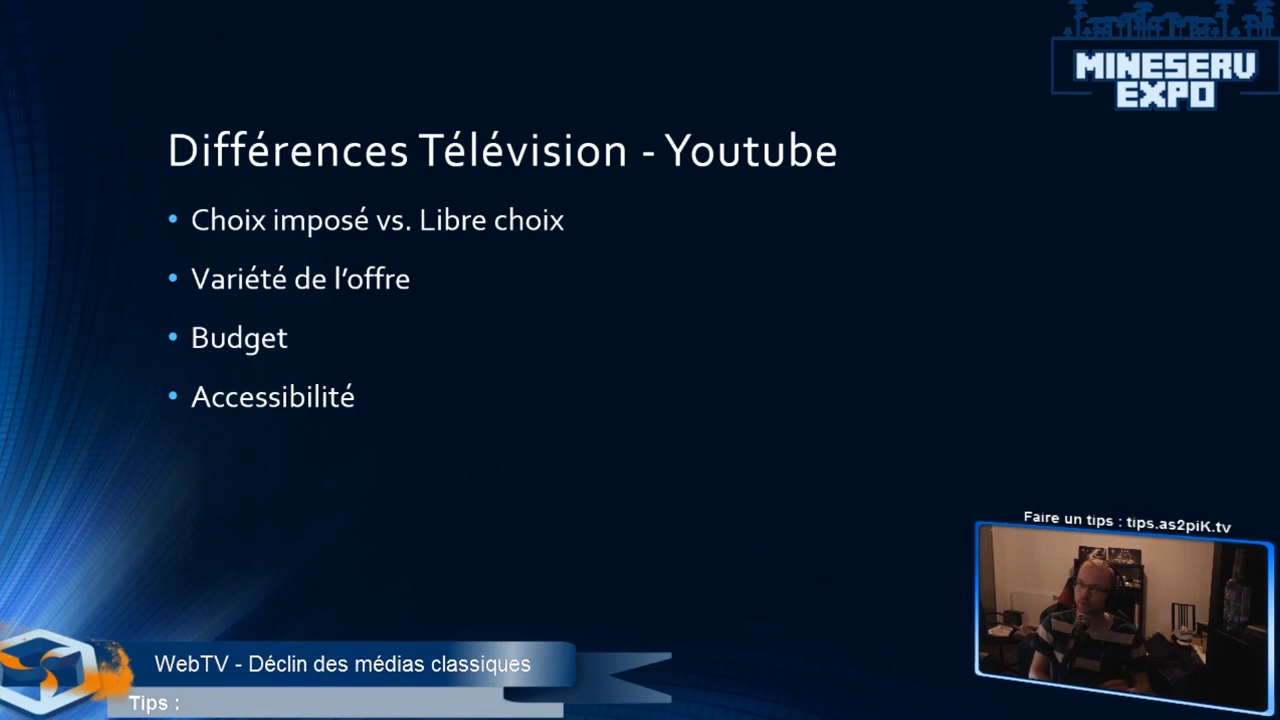 MINESERV
EXPO
Différences Télévision - Youtube
• Choix imposé vs. Libre choix
• Variété de l’offre
• Budget
• Accessibilité
Faire un tips : tips.as2piK.tv
WebTV - Déclin des médias classiques
Tips :